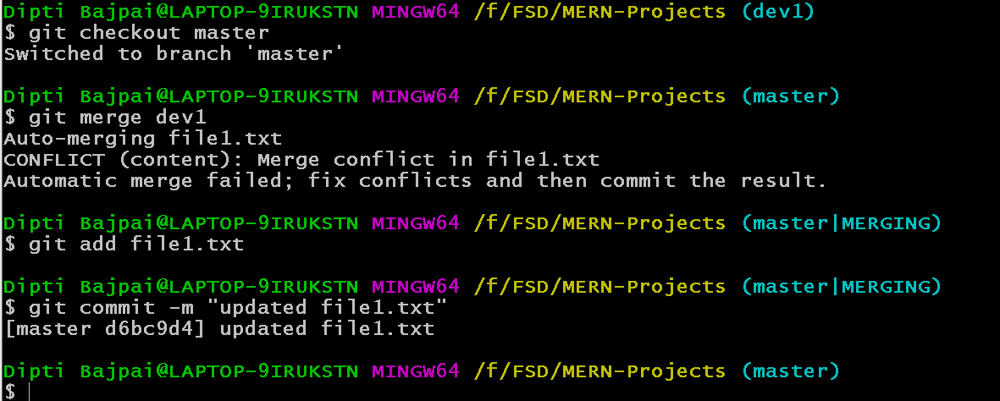 Dipti Bajpai@LAPTOP-9IRUKSTN MINGW64 /f/FSD/MERN-Projects (dev1)
$ git checkout master
Switched to branch 'master'
Dipti Bajpai@LAPTOP-9IRUKSTN MINGW64 /f/FSD/MERN-Projects (master)
$ git merge dev1
Auto-merging file1.txt
CONFLICT (content): Merge conflict in file1.txt
Automatic merge failed; fix conflicts and then commit the result.
Dipti Bajpai@LAPTOP-9IRUKSTN MINGW64 /f/FSD/MERN-Projects (master|MERGING)
$ git add file1.txt
Dipti Bajpai@LAPTOP-9IRUKSTN MINGW64 /f/FSD/MERN-Projects (master|MERGING)
$ git commit -m "updated file1.txt"
[master d6bc9d4] updated file1.txt
Dipti Bajpai@LAPTOP-9IRUKSTN MINGW64 /f/FSD/MERN-Projects (master)
$